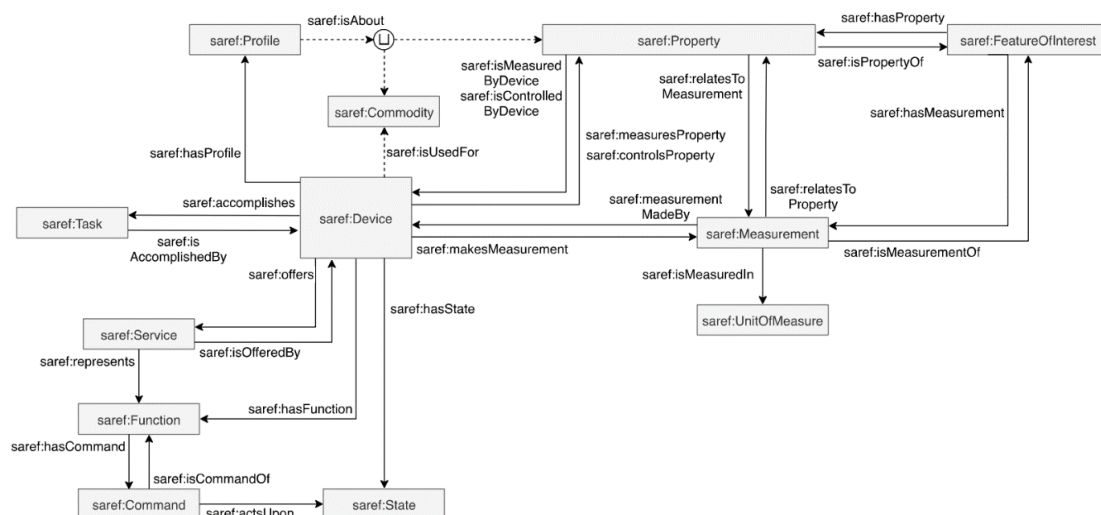 saref:isAbout
saref:hasProperty
saref:Profile
saref:Property
saref:FeatureOfInterest
saref:isPropertyOf
saref:isMeasured
ByDevice
saref:isControlled
ByDevice
saref:relatesTo
Measurement
saref:hasMeasurement
saref:Commodity
saref:measuresProperty
saref:controlsProperty
saref:isUsedFor
saref:hasProfile
saref:relatesTo
Property
saref:accomplishes
saref:measurement
MadeBy
saref:Task
saref:Device
saref:Measurement
saref:is
AccomplishedBy
saref:makesMeasurement
saref:isMeasurementOf
saref:offers
saref:isMeasuredIn
saref:hasState
saref:UnitOfMeasure
saref:Service
saref:isOfferedBy
saref:represents
saref:hasFunction
saref:Function
saref:hasCommand
saref:isCommandOf
saref:Command
saref:State
saref:actsUpon